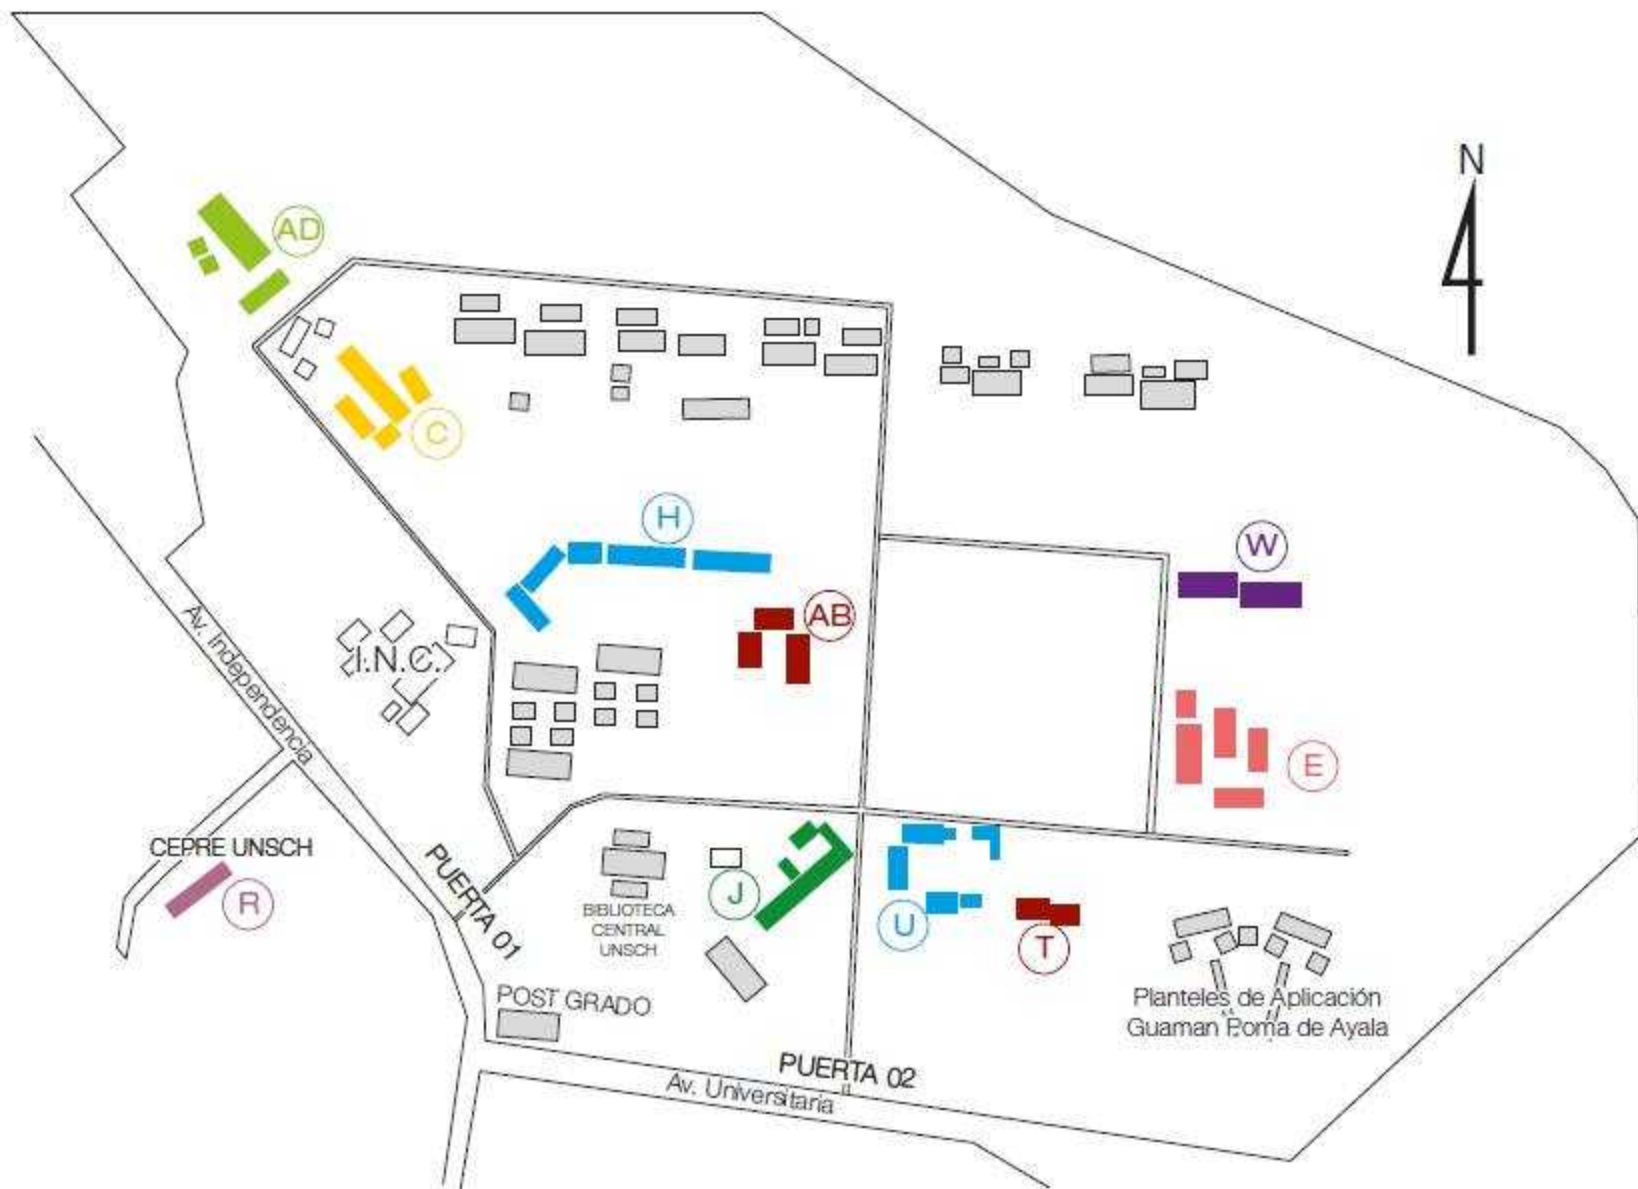 N
AD
C
H
W
AB
I.N.C.
Av. Independencia
E
CEPRE UNSCH
R
PUERTA 01
J
BIBLIOTECA
CENTRAL
UNSCH
U
T
POST GRADO
Planteles de Aplicación
Guaman Poma de Ayala
PUERTA 02
Av. Universitaria